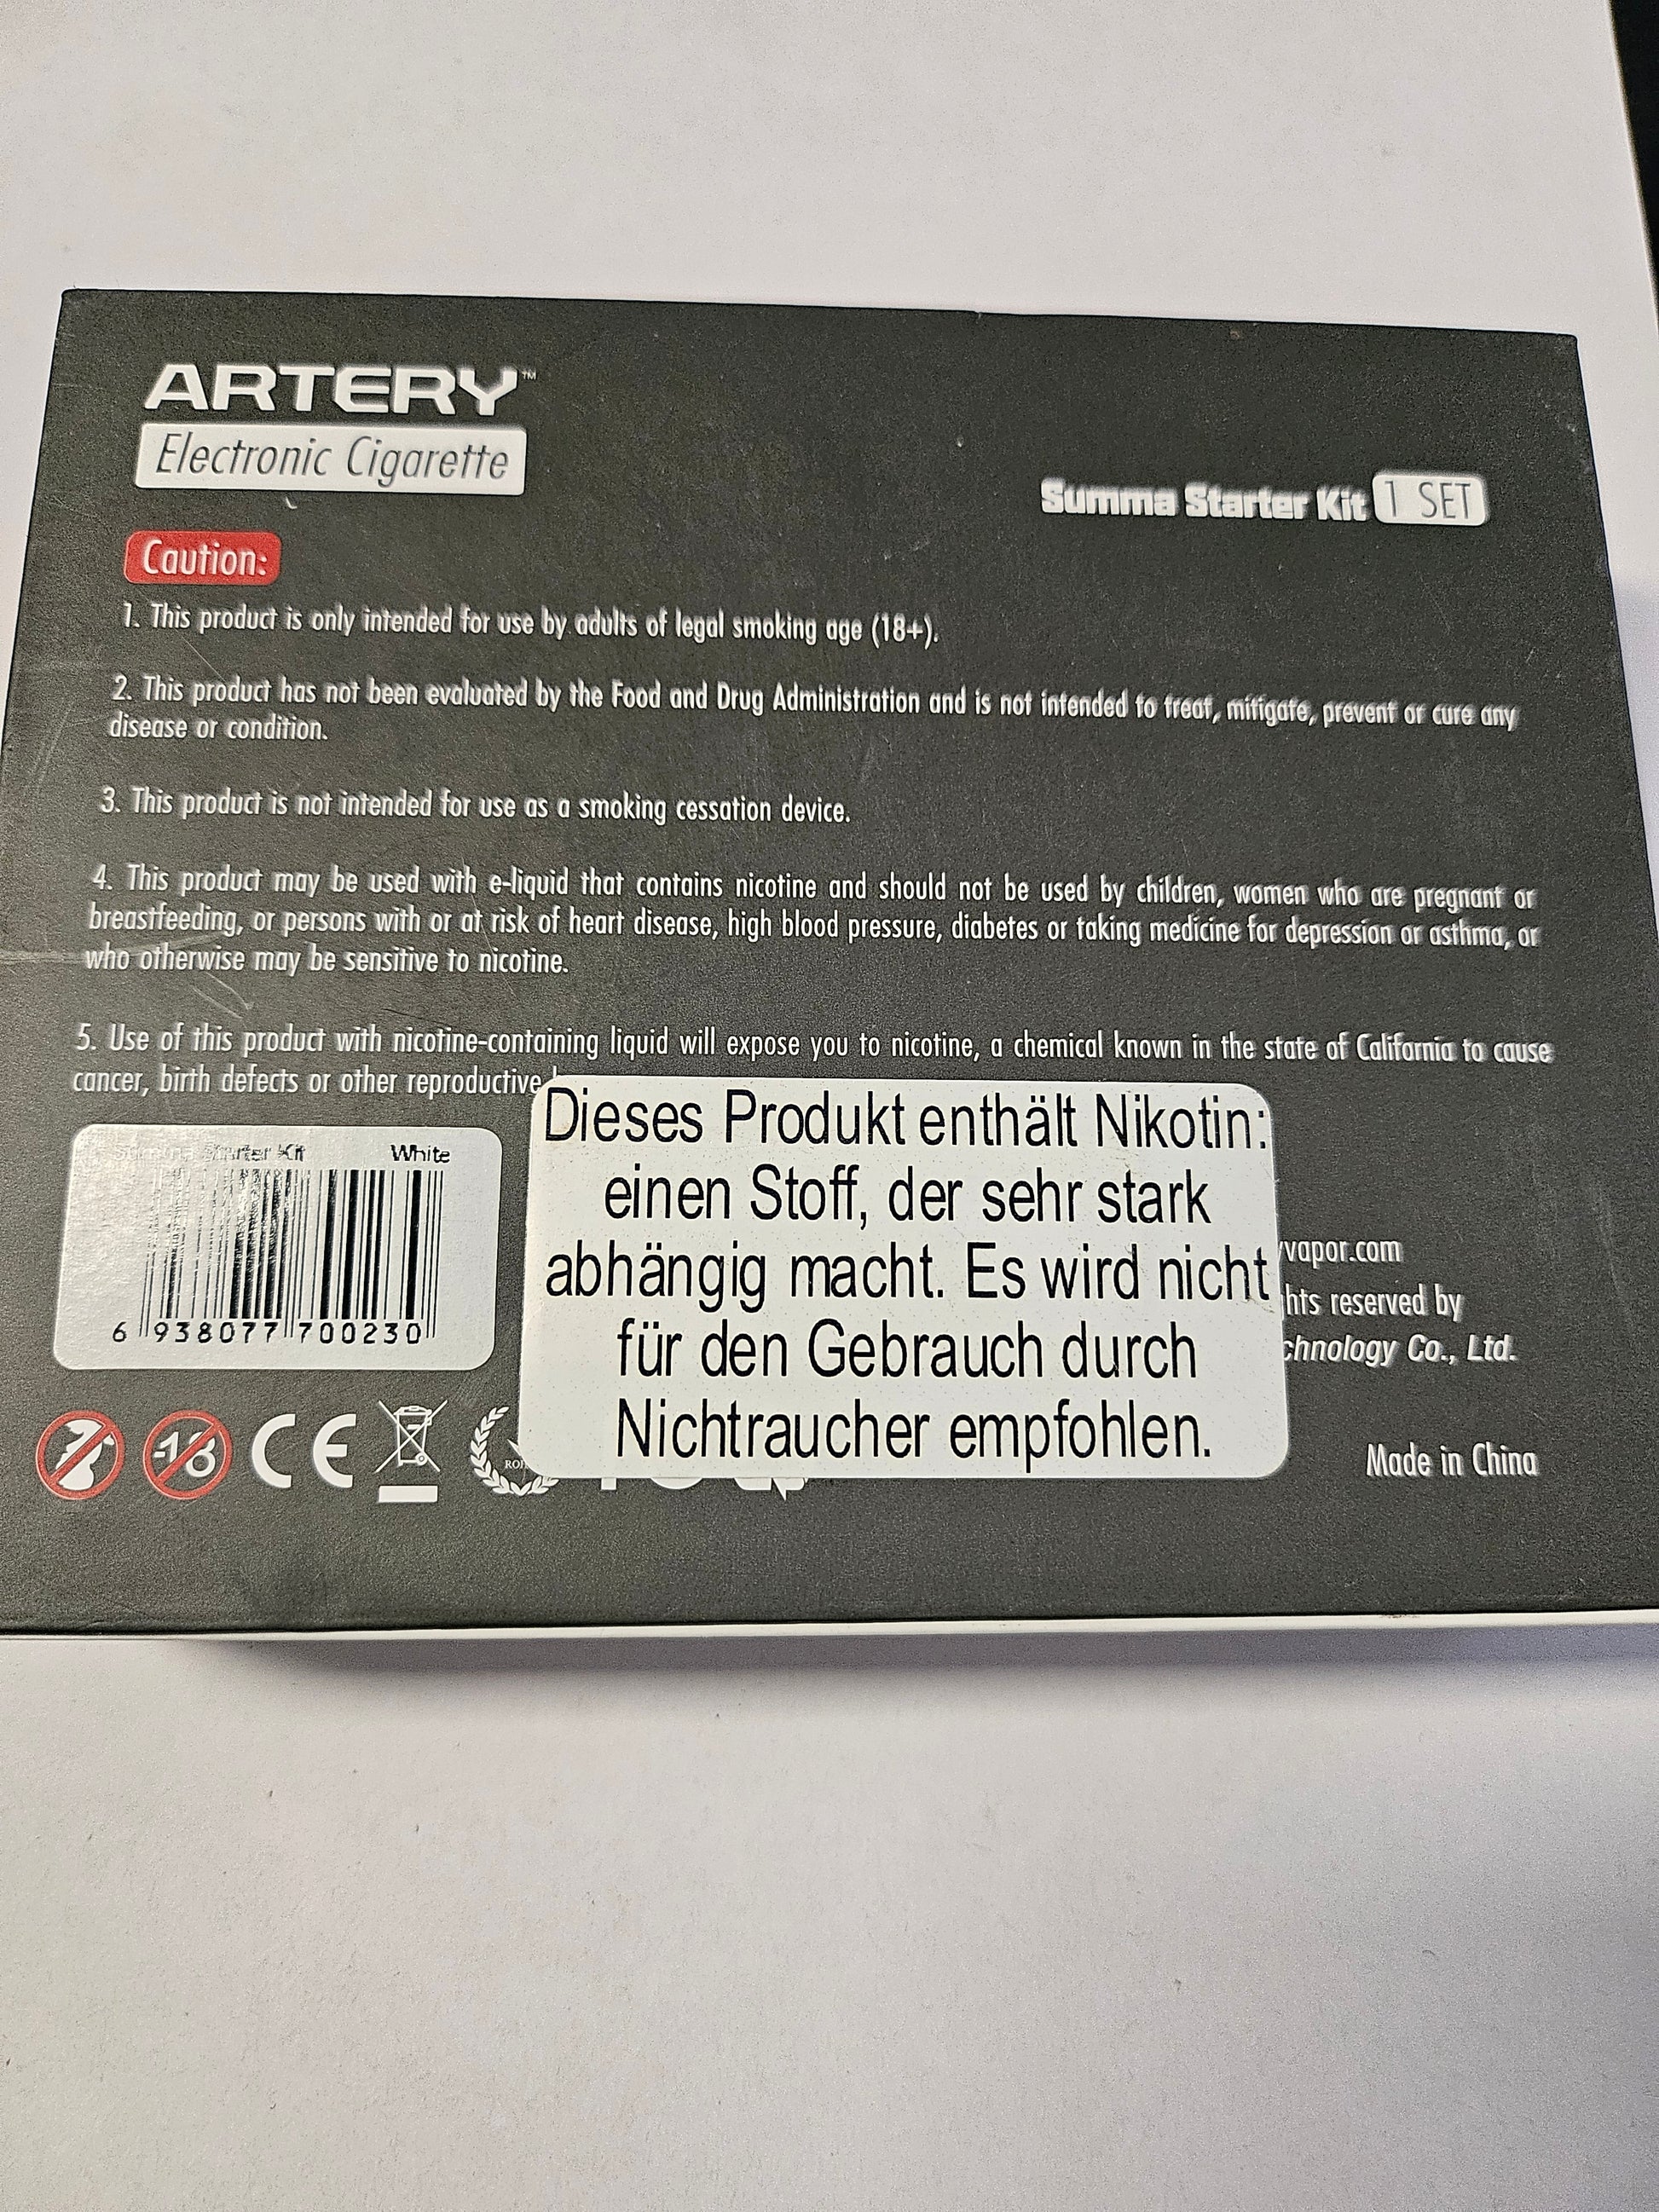 ARTERY™
Electronic Cigarette
Summa Starter Kit 1 SET
Caution:
1. This product is only intended for use by adults of legal smoking age (18+).
2. This product has not been evaluated by the Food and Drug Administration and is not intended to treat, mitigate, prevent or cure any
disease or condition.
3. This product is not intended for use as a smoking cessation device.
4. This product may be used with e-liquid that contains nicotine and should not be used by children, women who are pregnant or
breastfeeding, or persons with or at risk of heart disease, high blood pressure, diabetes or taking medicine for depression or asthma, or
who otherwise may be sensitive to nicotine.
5. Use of this product with nicotine-containing liquid will expose you to nicotine, a chemical known in the state of California to cause
cancer, birth defects or other reproductive
Summa Starter Kit White
6 938077 700230
Dieses Produkt enthält Nikotin:
einen Stoff, der sehr stark
abhängig macht. Es wird nicht
für den Gebrauch durch
Nichtraucher empfohlen.
vapor.com
hts reserved by
chnology Co., Ltd.
-18
CE
Made in China